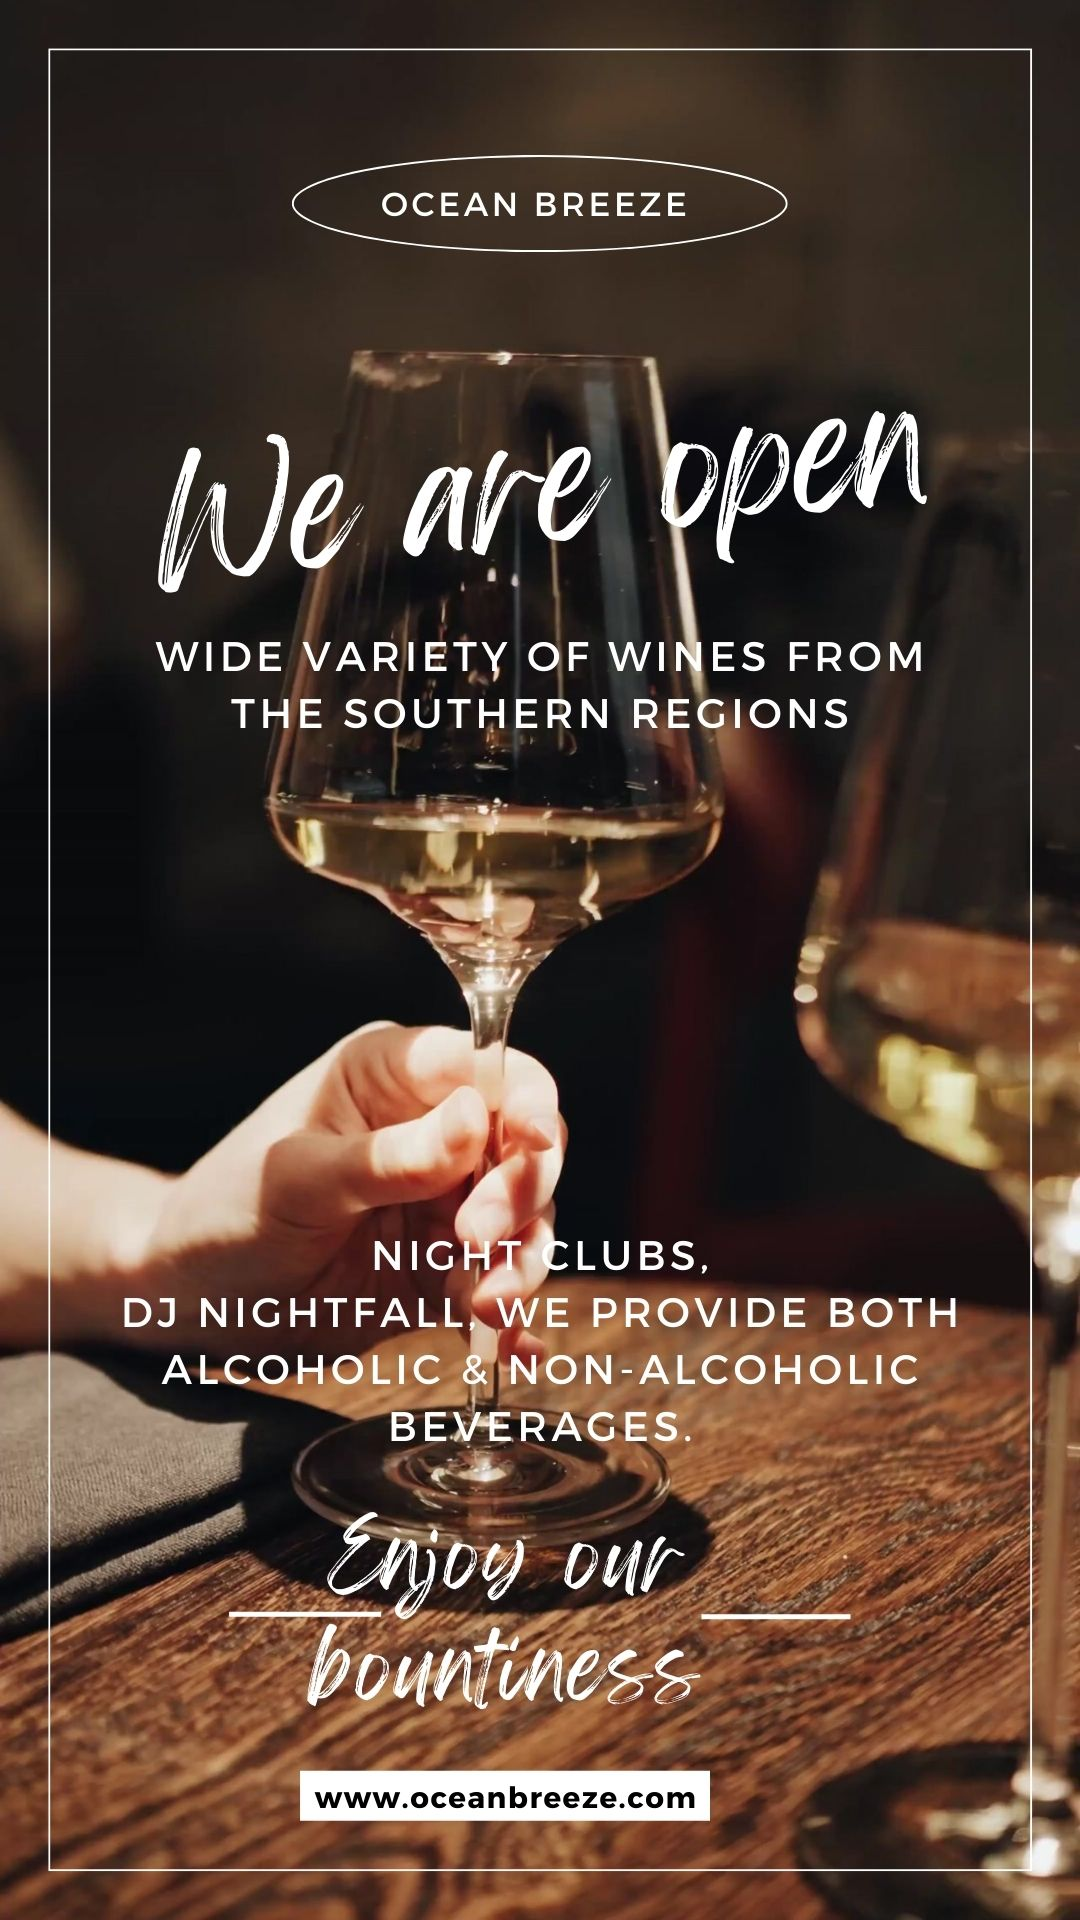 OCEAN BREEZE
We are open
WIDE VARIETY OF WINES FROM
THE SOUTHERN REGIONS
NIGHT CLUBS,
DJ NIGHTFALL, WE PROVIDE BOTH
ALCOHOLIC & NON-ALCOHOLIC
BEVERAGES.
Enjoy our
bountiness
www.oceanbreeze.com